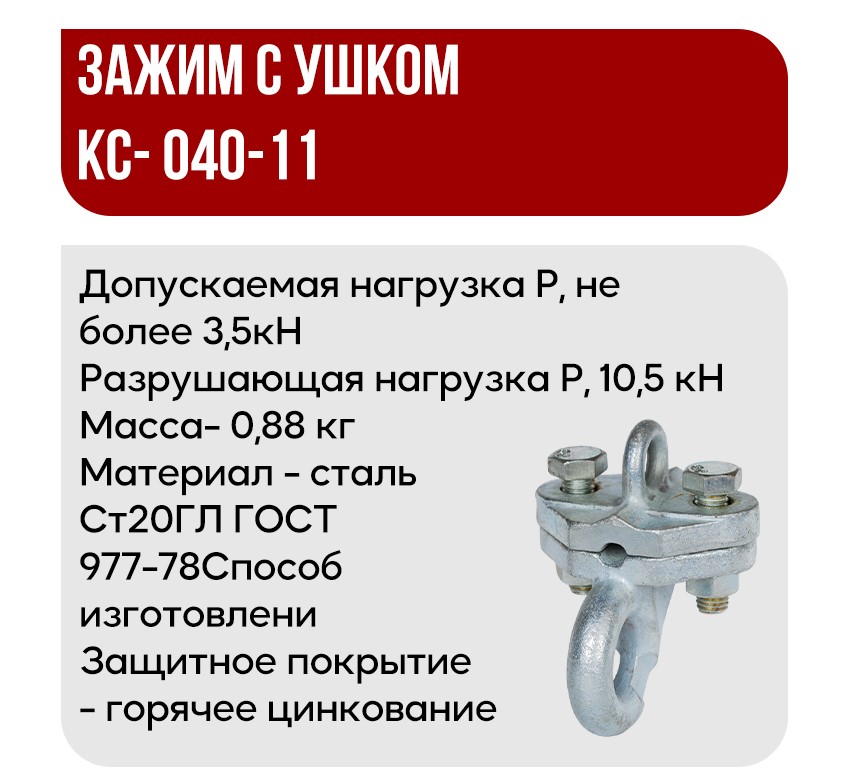 ЗАЖИМ С УШКОМ
КС- 040-11
Допускаемая нагрузка Р, не
более 3,5кН
Разрушающая нагрузка Р, 10,5 кН
Масса- 0,88 кг
Материал - сталь
Ст20ГЛ ГОСТ
977-78Способ
изготовлени
Защитное покрытие
- горячее цинкование